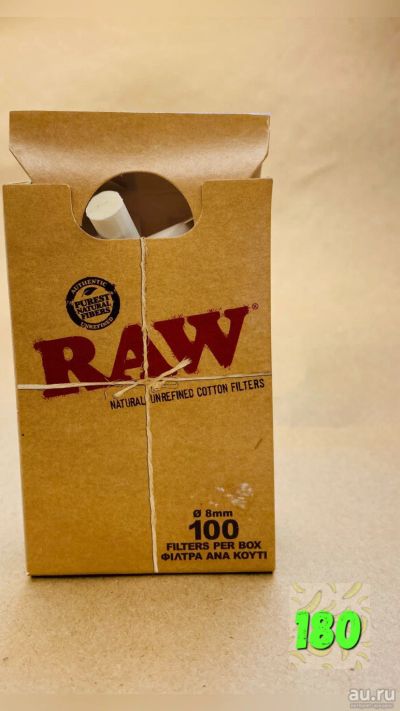 AUTHENTIC
PUREST
NATURAL
FIBERS
UNREFINED
RAW®
NATURAL UNREFINED COTTON FILTERS
Ø 8mm
100
FILTERS PER BOX
ΦΙΛΤΡΑ ΑΝΑ ΚΟΥΤΙ
180
au.ru